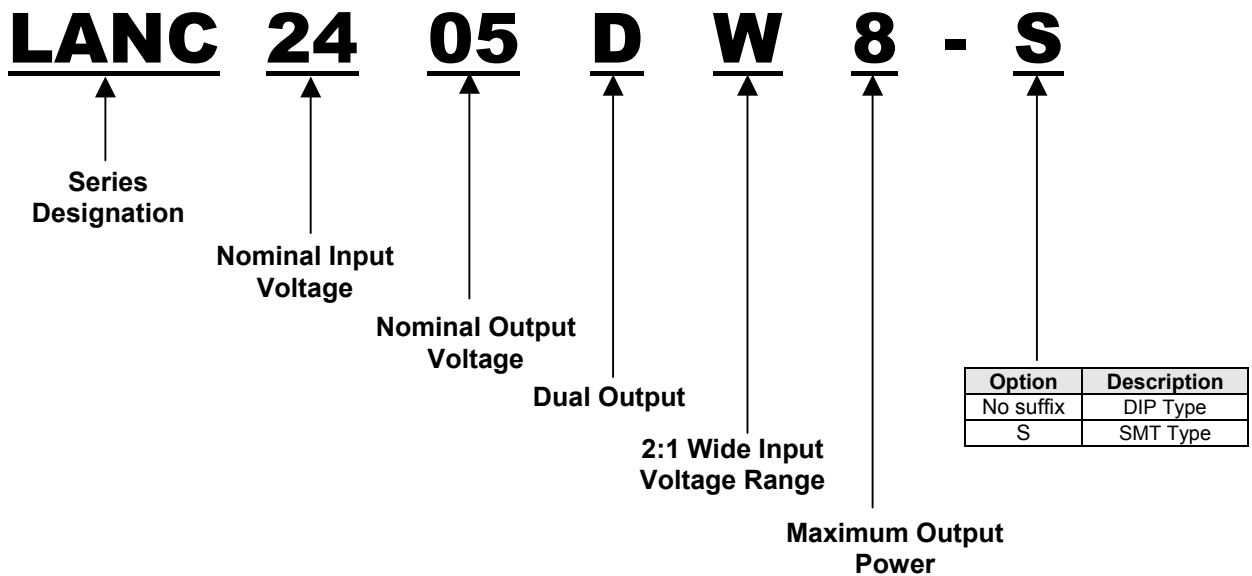 LANC 24 05 D W 8 - S
Series
Designation
Nominal Input
Voltage
Nominal Output
Voltage
Dual Output
2:1 Wide Input
Voltage Range
Maximum Output
Power
Option Description
No suffix DIP Type
S SMT Type